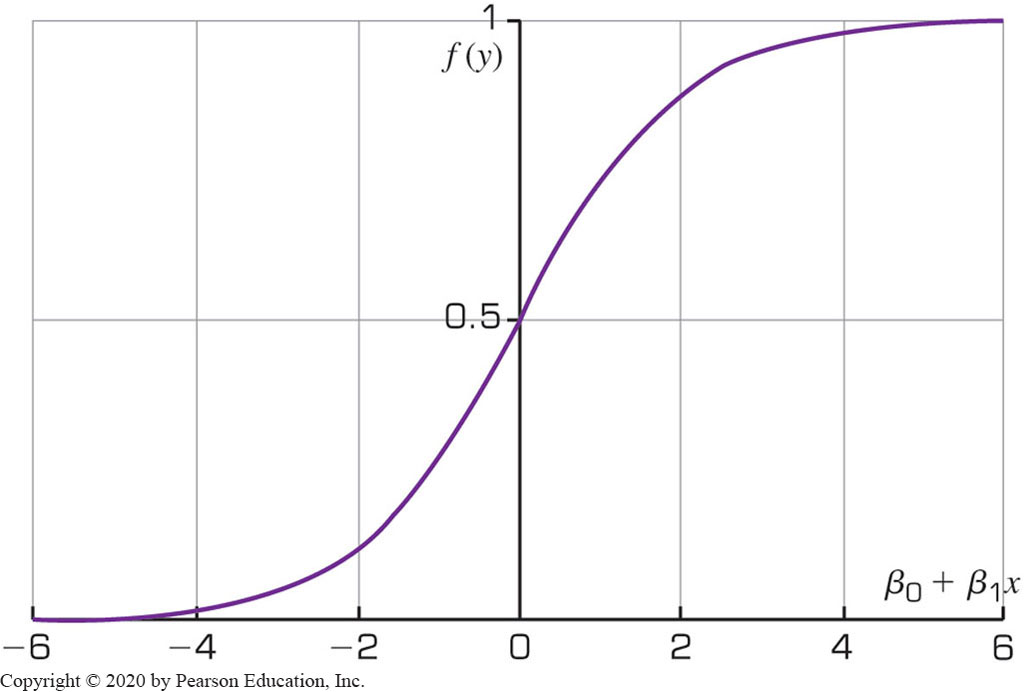 1
f (y)
0.5
β₀ + β₁x
−6 −4 −2 0 2 4 6
Copyright © 2020 by Pearson Education, Inc.